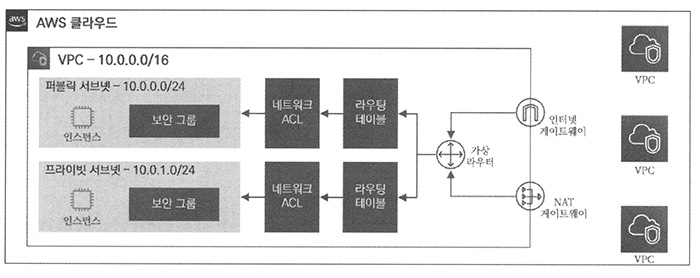 aws AWS 클라우드
VPC – 10.0.0.0/16
퍼블릭 서브넷 – 10.0.0.0/24
인스턴스
보안 그룹
네트워크
ACL
라우팅
테이블
프라이빗 서브넷 – 10.0.1.0/24
인스턴스
보안 그룹
네트워크
ACL
라우팅
테이블
가상
라우터
인터넷
게이트웨이
NAT
게이트웨이
VPC
VPC
VPC